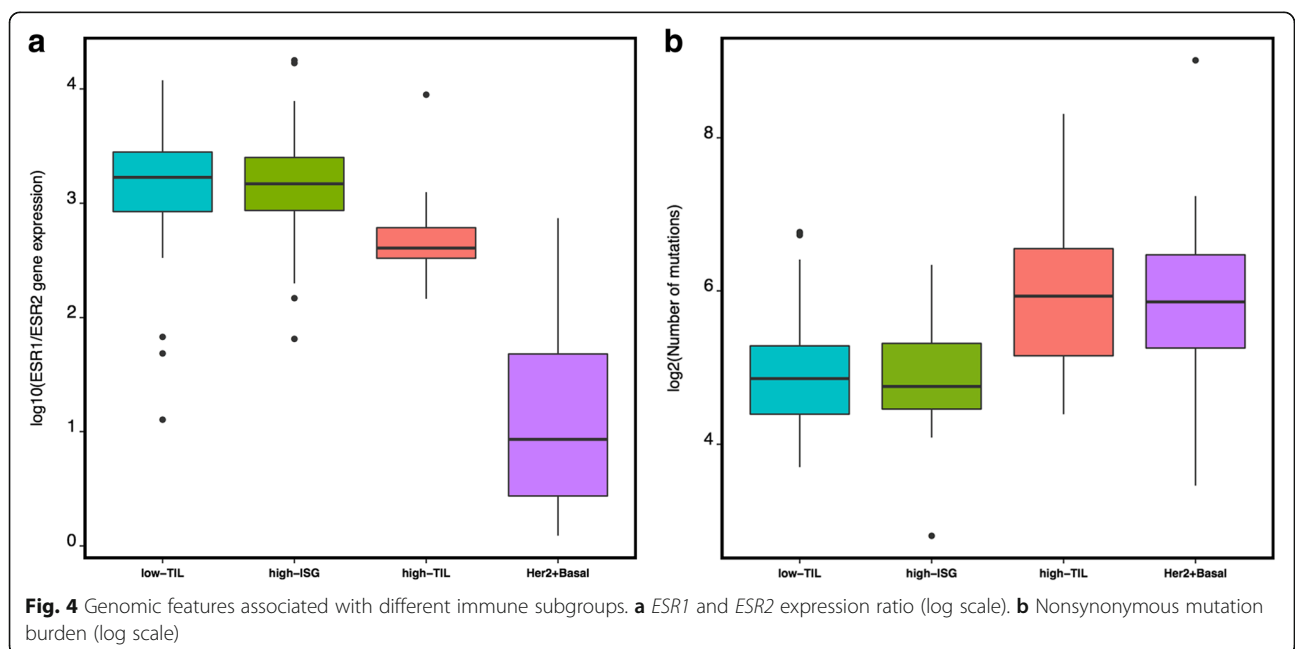 a
log10(ESR1/ESR2 gene expression)
4
3
2
1
0
low-TIL high-ISG high-TIL Her2+Basal
b
log2(Number of mutations)
8
6
4
low-TIL high-ISG high-TIL Her2+Basal
Fig. 4 Genomic features associated with different immune subgroups. a ESR1 and ESR2 expression ratio (log scale). b Nonsynonymous mutation
burden (log scale)